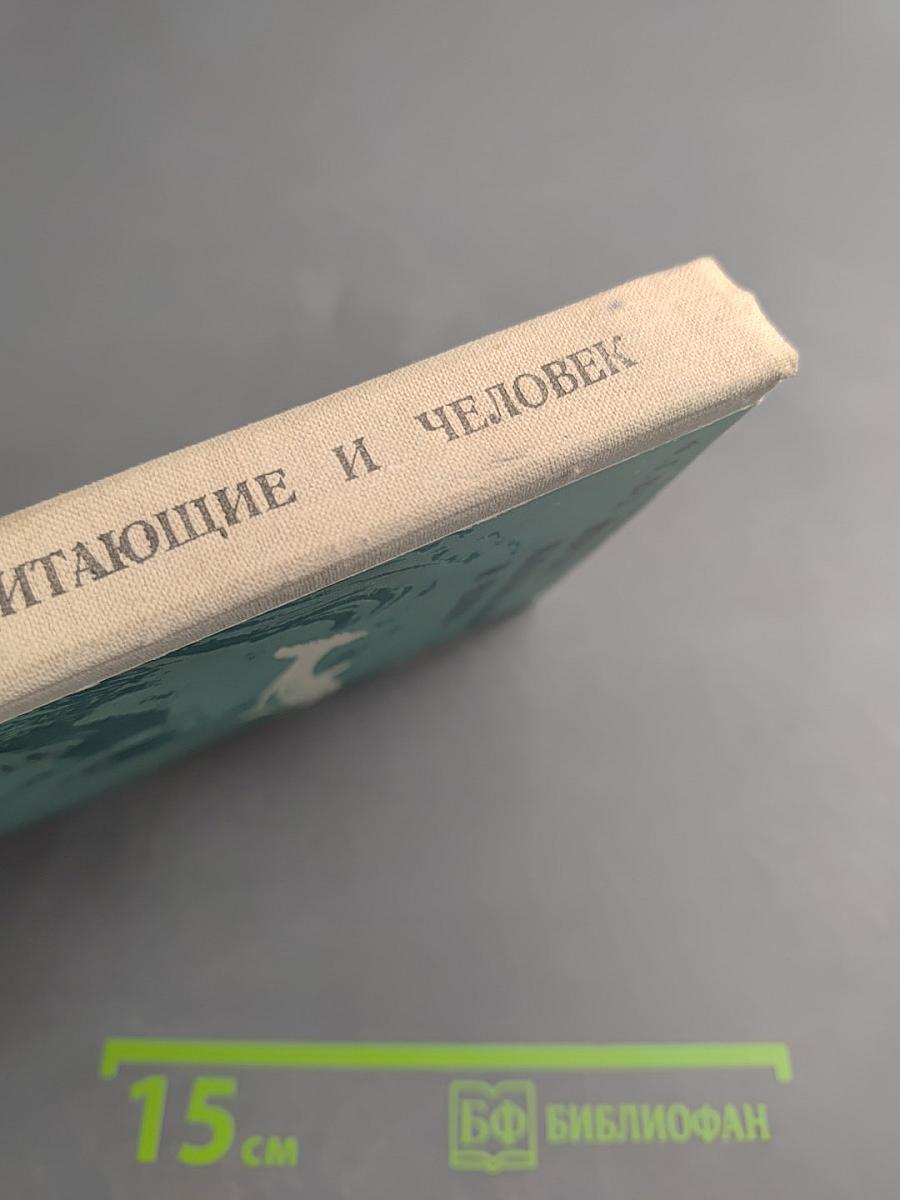 ИТАЮЩИЕ И ЧЕЛОВЕК
15 см
БФ БИБЛИОФАН